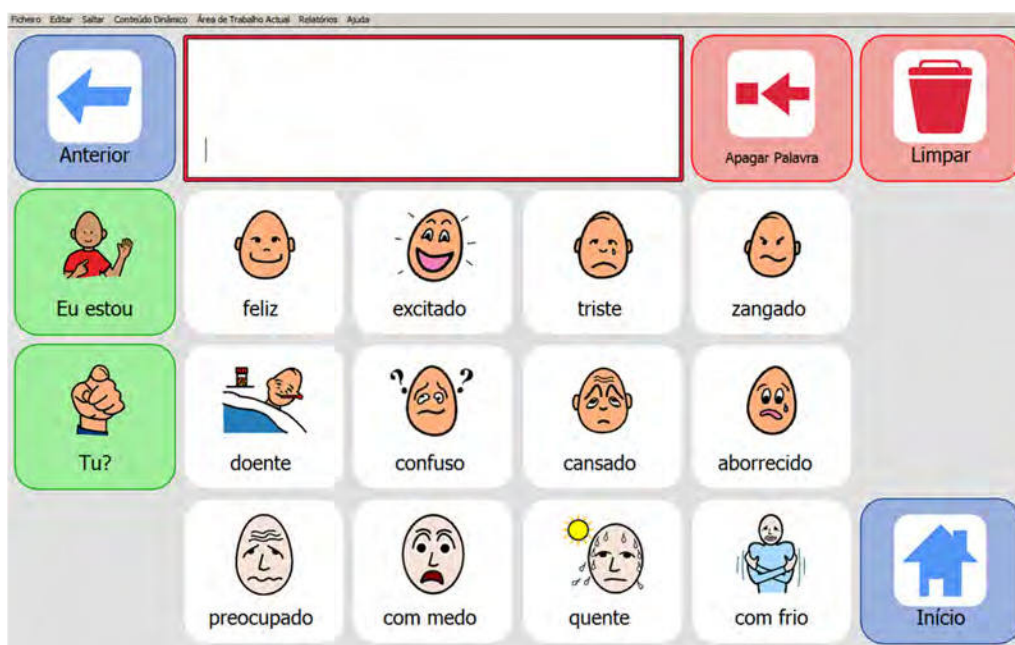 Ficheiro Editar Saltar Conteúdo Dinâmico Área de Trabalho Actual Relatórios Ajuda
Anterior
Apagar Palavra
Limpar
Eu estou
feliz
excitado
triste
zangado
Tu?
doente
confuso
cansado
aborrecido
preocupado
com medo
quente
com frio
Início